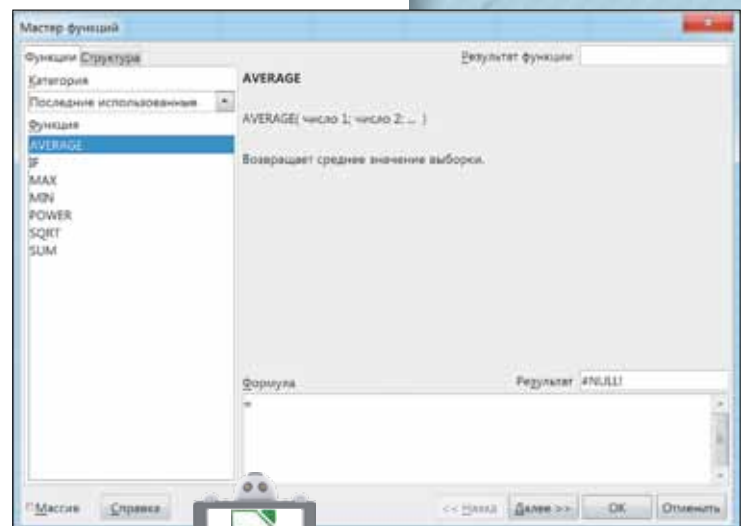 Мастер функций
Функции Структура
Результат функции
Категория
Последние использованные
Функция
AVERAGE
IF
MAX
MIN
POWER
SQRT
SUM
AVERAGE
AVERAGE( число 1; число 2; ... )
Возвращает среднее значение выборки.
Формула
Результат #NULL!
=
Массив Справка << Назад Далее >> ОК Отменить